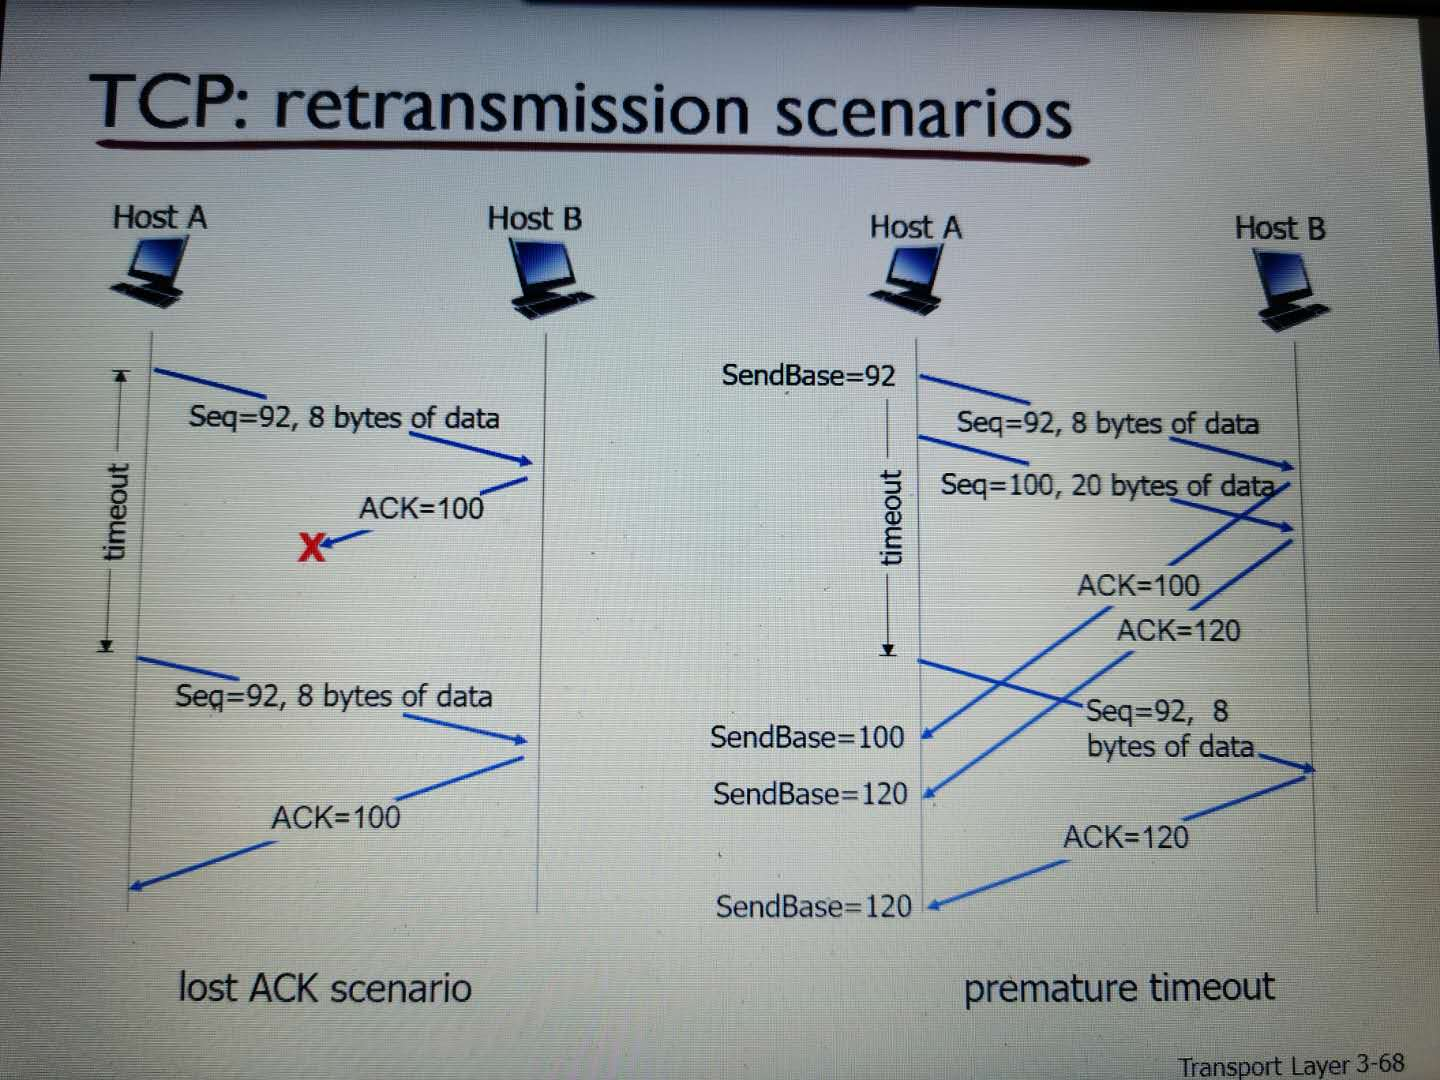 TCP: retransmission scenarios
Host A
Host B
timeout
Seq=92, 8 bytes of data
ACK=100
X
Seq=92, 8 bytes of data
ACK=100
lost ACK scenario
Host A
Host B
SendBase=92
timeout
Seq=92, 8 bytes of data
Seq=100, 20 bytes of data
ACK=100
ACK=120
Seq=92, 8
bytes of data
SendBase=100
SendBase=120
ACK=120
SendBase=120
premature timeout
Transport Layer 3-68